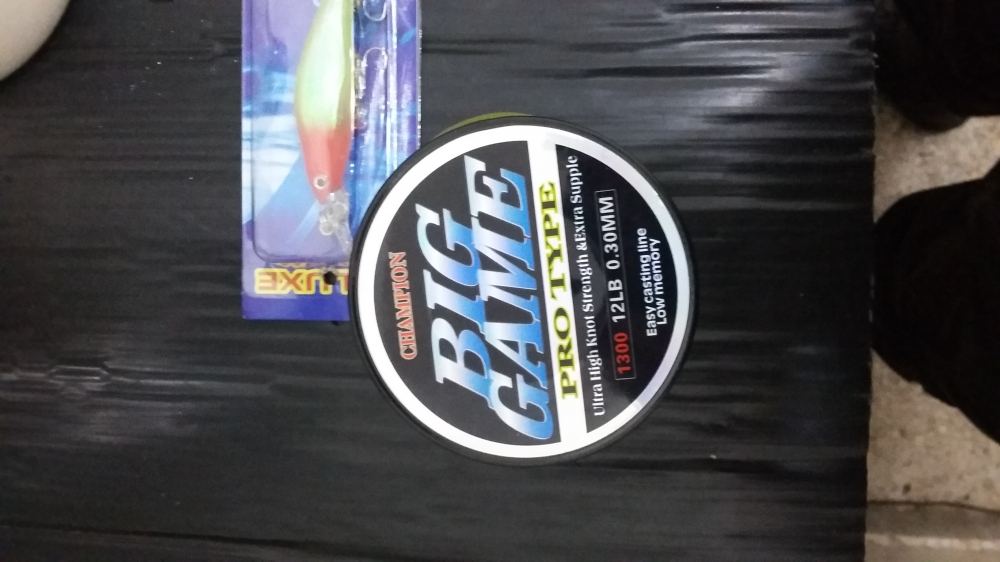 CHAMPION
BIG
GAME
PRO TYPE
Ultra High Knot Strength &Extra Supple
1300 12LB 0.30MM
Easy casting line
Low memory
LUXE